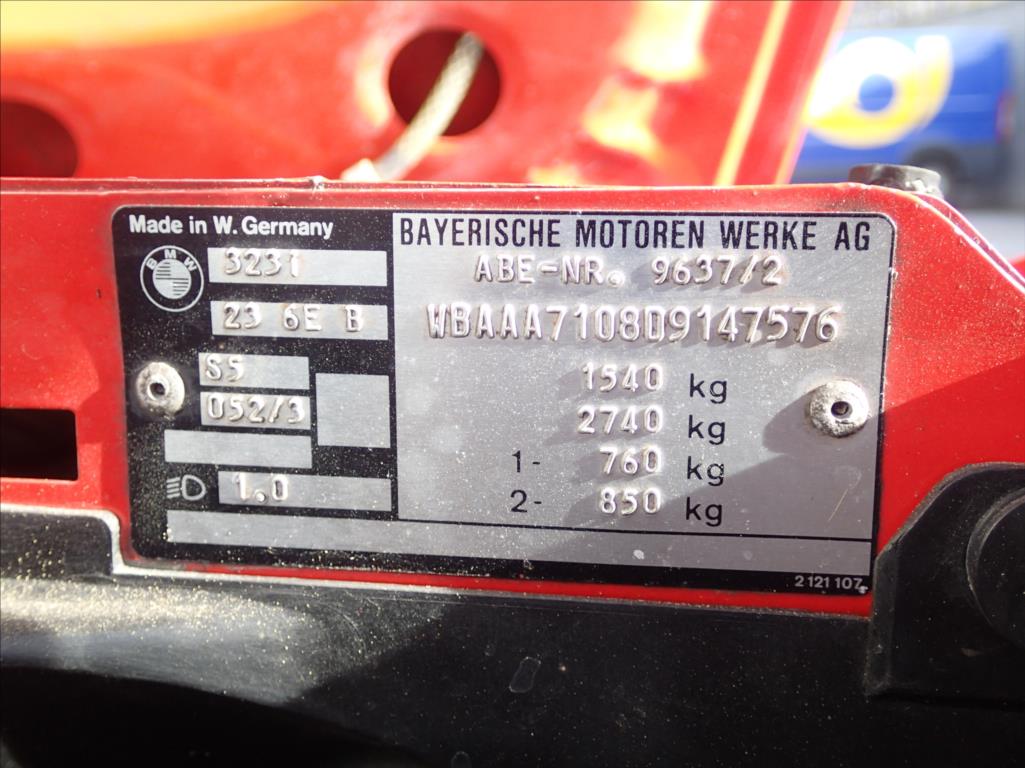 Made in W. Germany
BMW
323i
23 6E B
S5
052/3
1.0
BAYERISCHE MOTOREN WERKE AG
ABE-NR. 9637/2
WBAAA7108D9147576
1540 kg
2740 kg
1- 760 kg
2- 850 kg
2 121 107